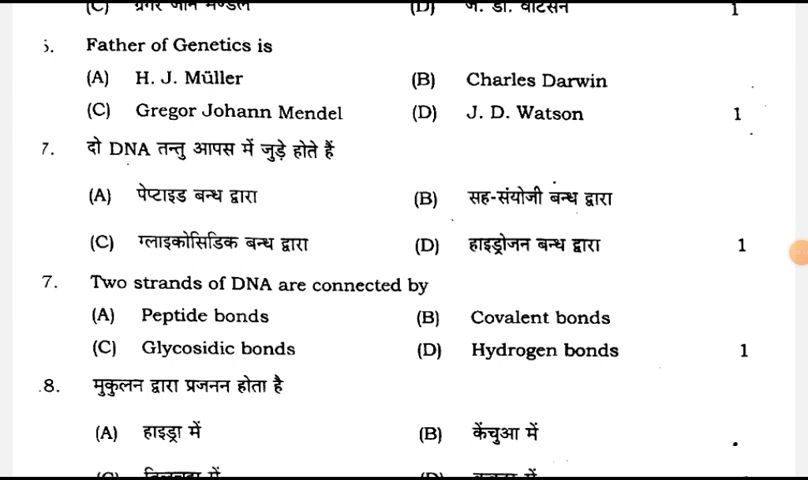 5. Father of Genetics is
(A) H. J. Müller (B) Charles Darwin
(C) Gregor Johann Mendel (D) J. D. Watson 1
7. दो DNA तन्तु आपस में जुड़े होते हैं
(A) पेप्टाइड बन्ध द्वारा (B) सह-संयोजी बन्ध द्वारा
(C) ग्लाइकोसिडिक बन्ध द्वारा (D) हाइड्रोजन बन्ध द्वारा 1
7. Two strands of DNA are connected by
(A) Peptide bonds (B) Covalent bonds
(C) Glycosidic bonds (D) Hydrogen bonds 1
8. मुकुलन द्वारा प्रजनन होता है
(A) हाइड्रा में (B) केंचुआ में